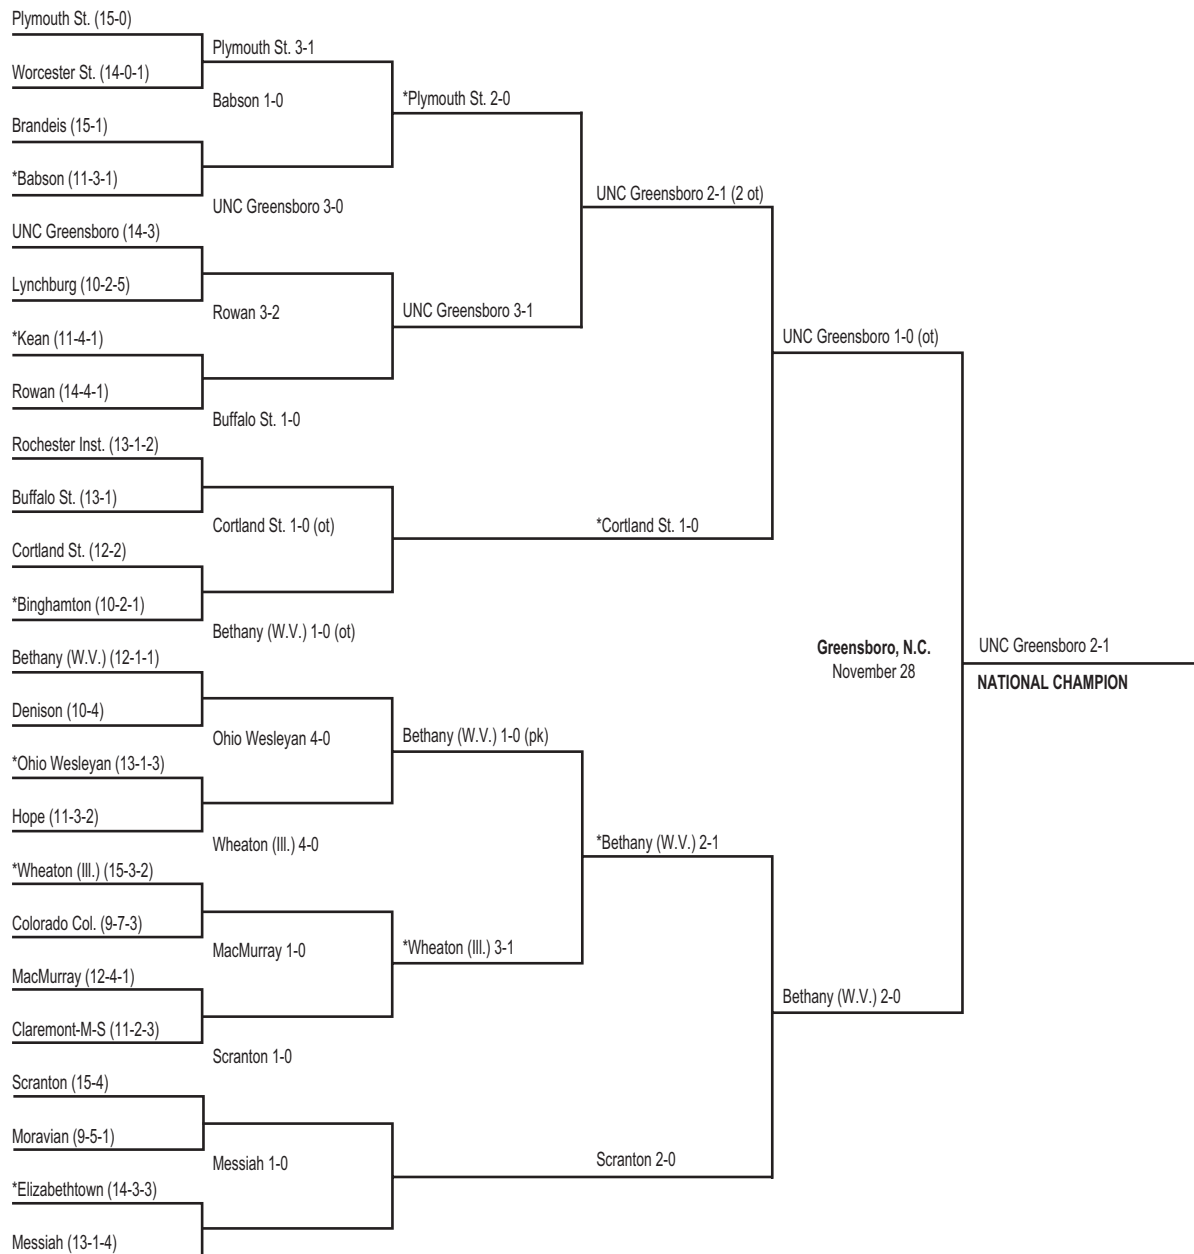 Plymouth St. (15-0)
Worcester St. (14-0-1)
Brandeis (15-1)
*Babson (11-3-1)
UNC Greensboro (14-3)
Lynchburg (10-2-5)
*Kean (11-4-1)
Rowan (14-4-1)
Rochester Inst. (13-1-2)
Buffalo St. (13-1)
Cortland St. (12-2)
*Binghamton (10-2-1)
Bethany (W.V.) (12-1-1)
Denison (10-4)
*Ohio Wesleyan (13-1-3)
Hope (11-3-2)
*Wheaton (Ill.) (15-3-2)
Colorado Col. (9-7-3)
MacMurray (12-4-1)
Claremont-M-S (11-2-3)
Scranton (15-4)
Moravian (9-5-1)
*Elizabethtown (14-3-3)
Messiah (13-1-4)
Plymouth St. 3-1
Babson 1-0
UNC Greensboro 3-0
Rowan 3-2
Buffalo St. 1-0
Cortland St. 1-0 (ot)
Bethany (W.V.) 1-0 (ot)
Ohio Wesleyan 4-0
Wheaton (Ill.) 4-0
MacMurray 1-0
Scranton 1-0
Messiah 1-0
*Plymouth St. 2-0
UNC Greensboro 3-1
Bethany (W.V.) 1-0 (pk)
*Wheaton (Ill.) 3-1
UNC Greensboro 2-1 (2 ot)
*Cortland St. 1-0
*Bethany (W.V.) 2-1
Scranton 2-0
UNC Greensboro 1-0 (ot)
Bethany (W.V.) 2-0
Greensboro, N.C.
November 28
UNC Greensboro 2-1
NATIONAL CHAMPION